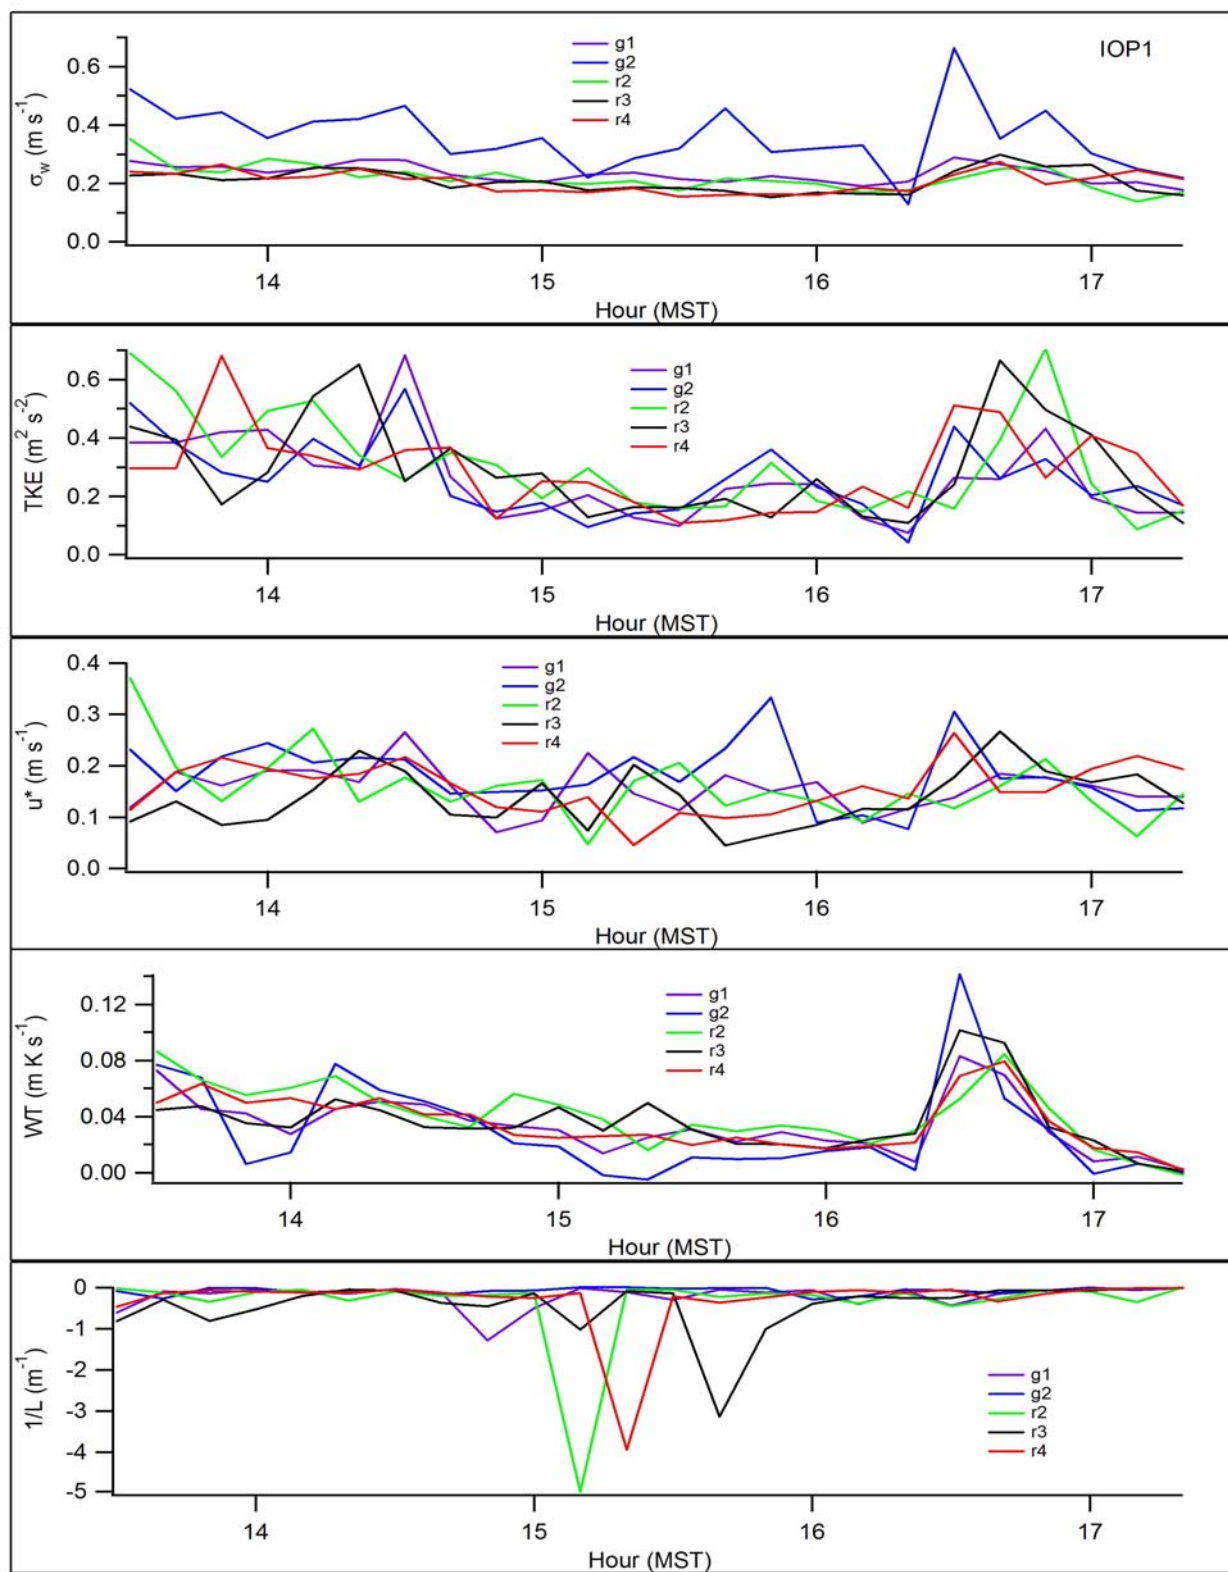 IOP1
g1
g2
r2
r3
r4
σw (m s-1)
0.6
0.4
0.2
0.0
14 15 16 17
Hour (MST)
g1
g2
r2
r3
r4
TKE (m2 s-2)
0.6
0.4
0.2
0.0
14 15 16 17
Hour (MST)
g1
g2
r2
r3
r4
u* (m s-1)
0.4
0.3
0.2
0.1
0.0
14 15 16 17
Hour (MST)
g1
g2
r2
r3
r4
WT (m K s-1)
0.12
0.08
0.04
0.00
14 15 16 17
Hour (MST)
g1
g2
r2
r3
r4
1/L (m-1)
0
-1
-2
-3
-4
-5
14 15 16 17
Hour (MST)